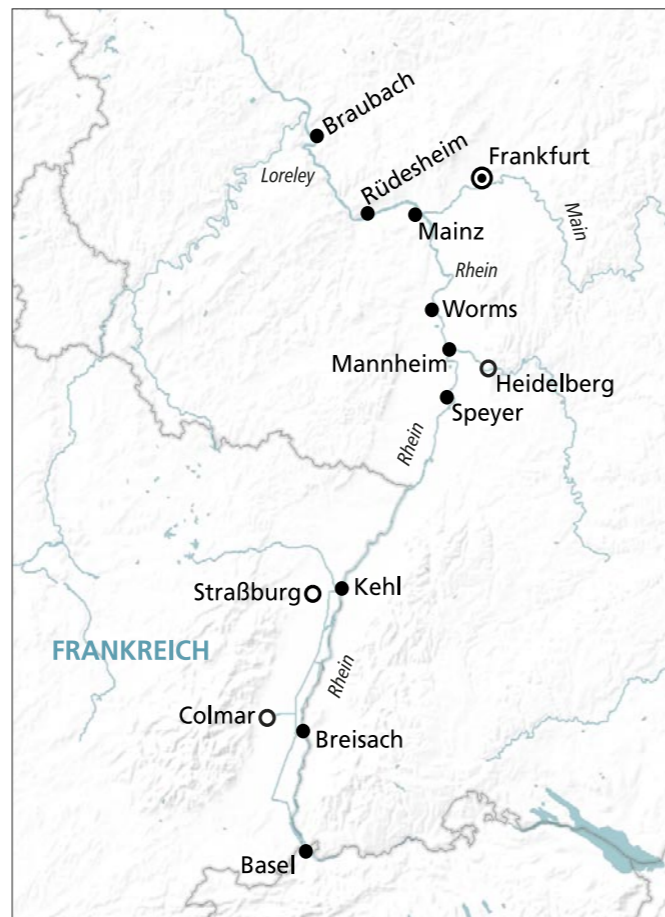 Braubach
Frankfurt
Loreley
Rüdesheim
Mainz
Main
Rhein
Worms
Mannheim
Heidelberg
Speyer
Rhein
Straßburg
Kehl
FRANKREICH
Rhein
Colmar
Breisach
Basel